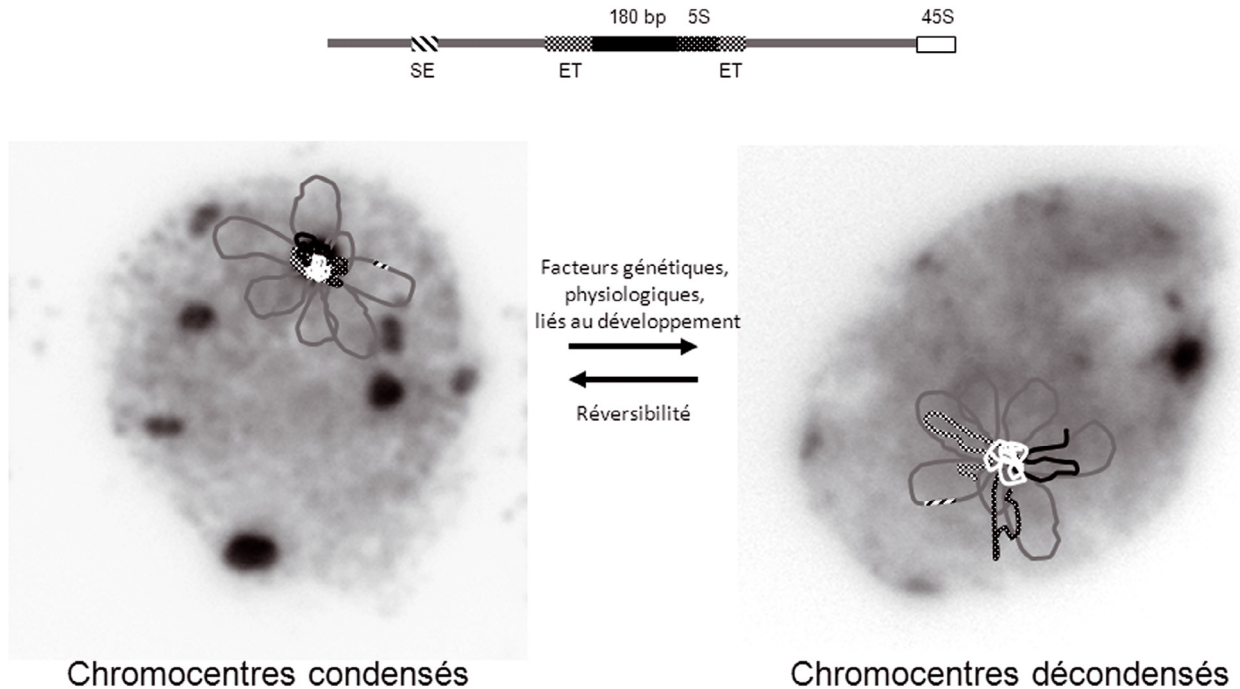 180 bp 5S 45S
SE ET ET
Facteurs génétiques,
physiologiques,
liés au développement
Réversibilité
Chromocentres condensés Chromocentres décondensés